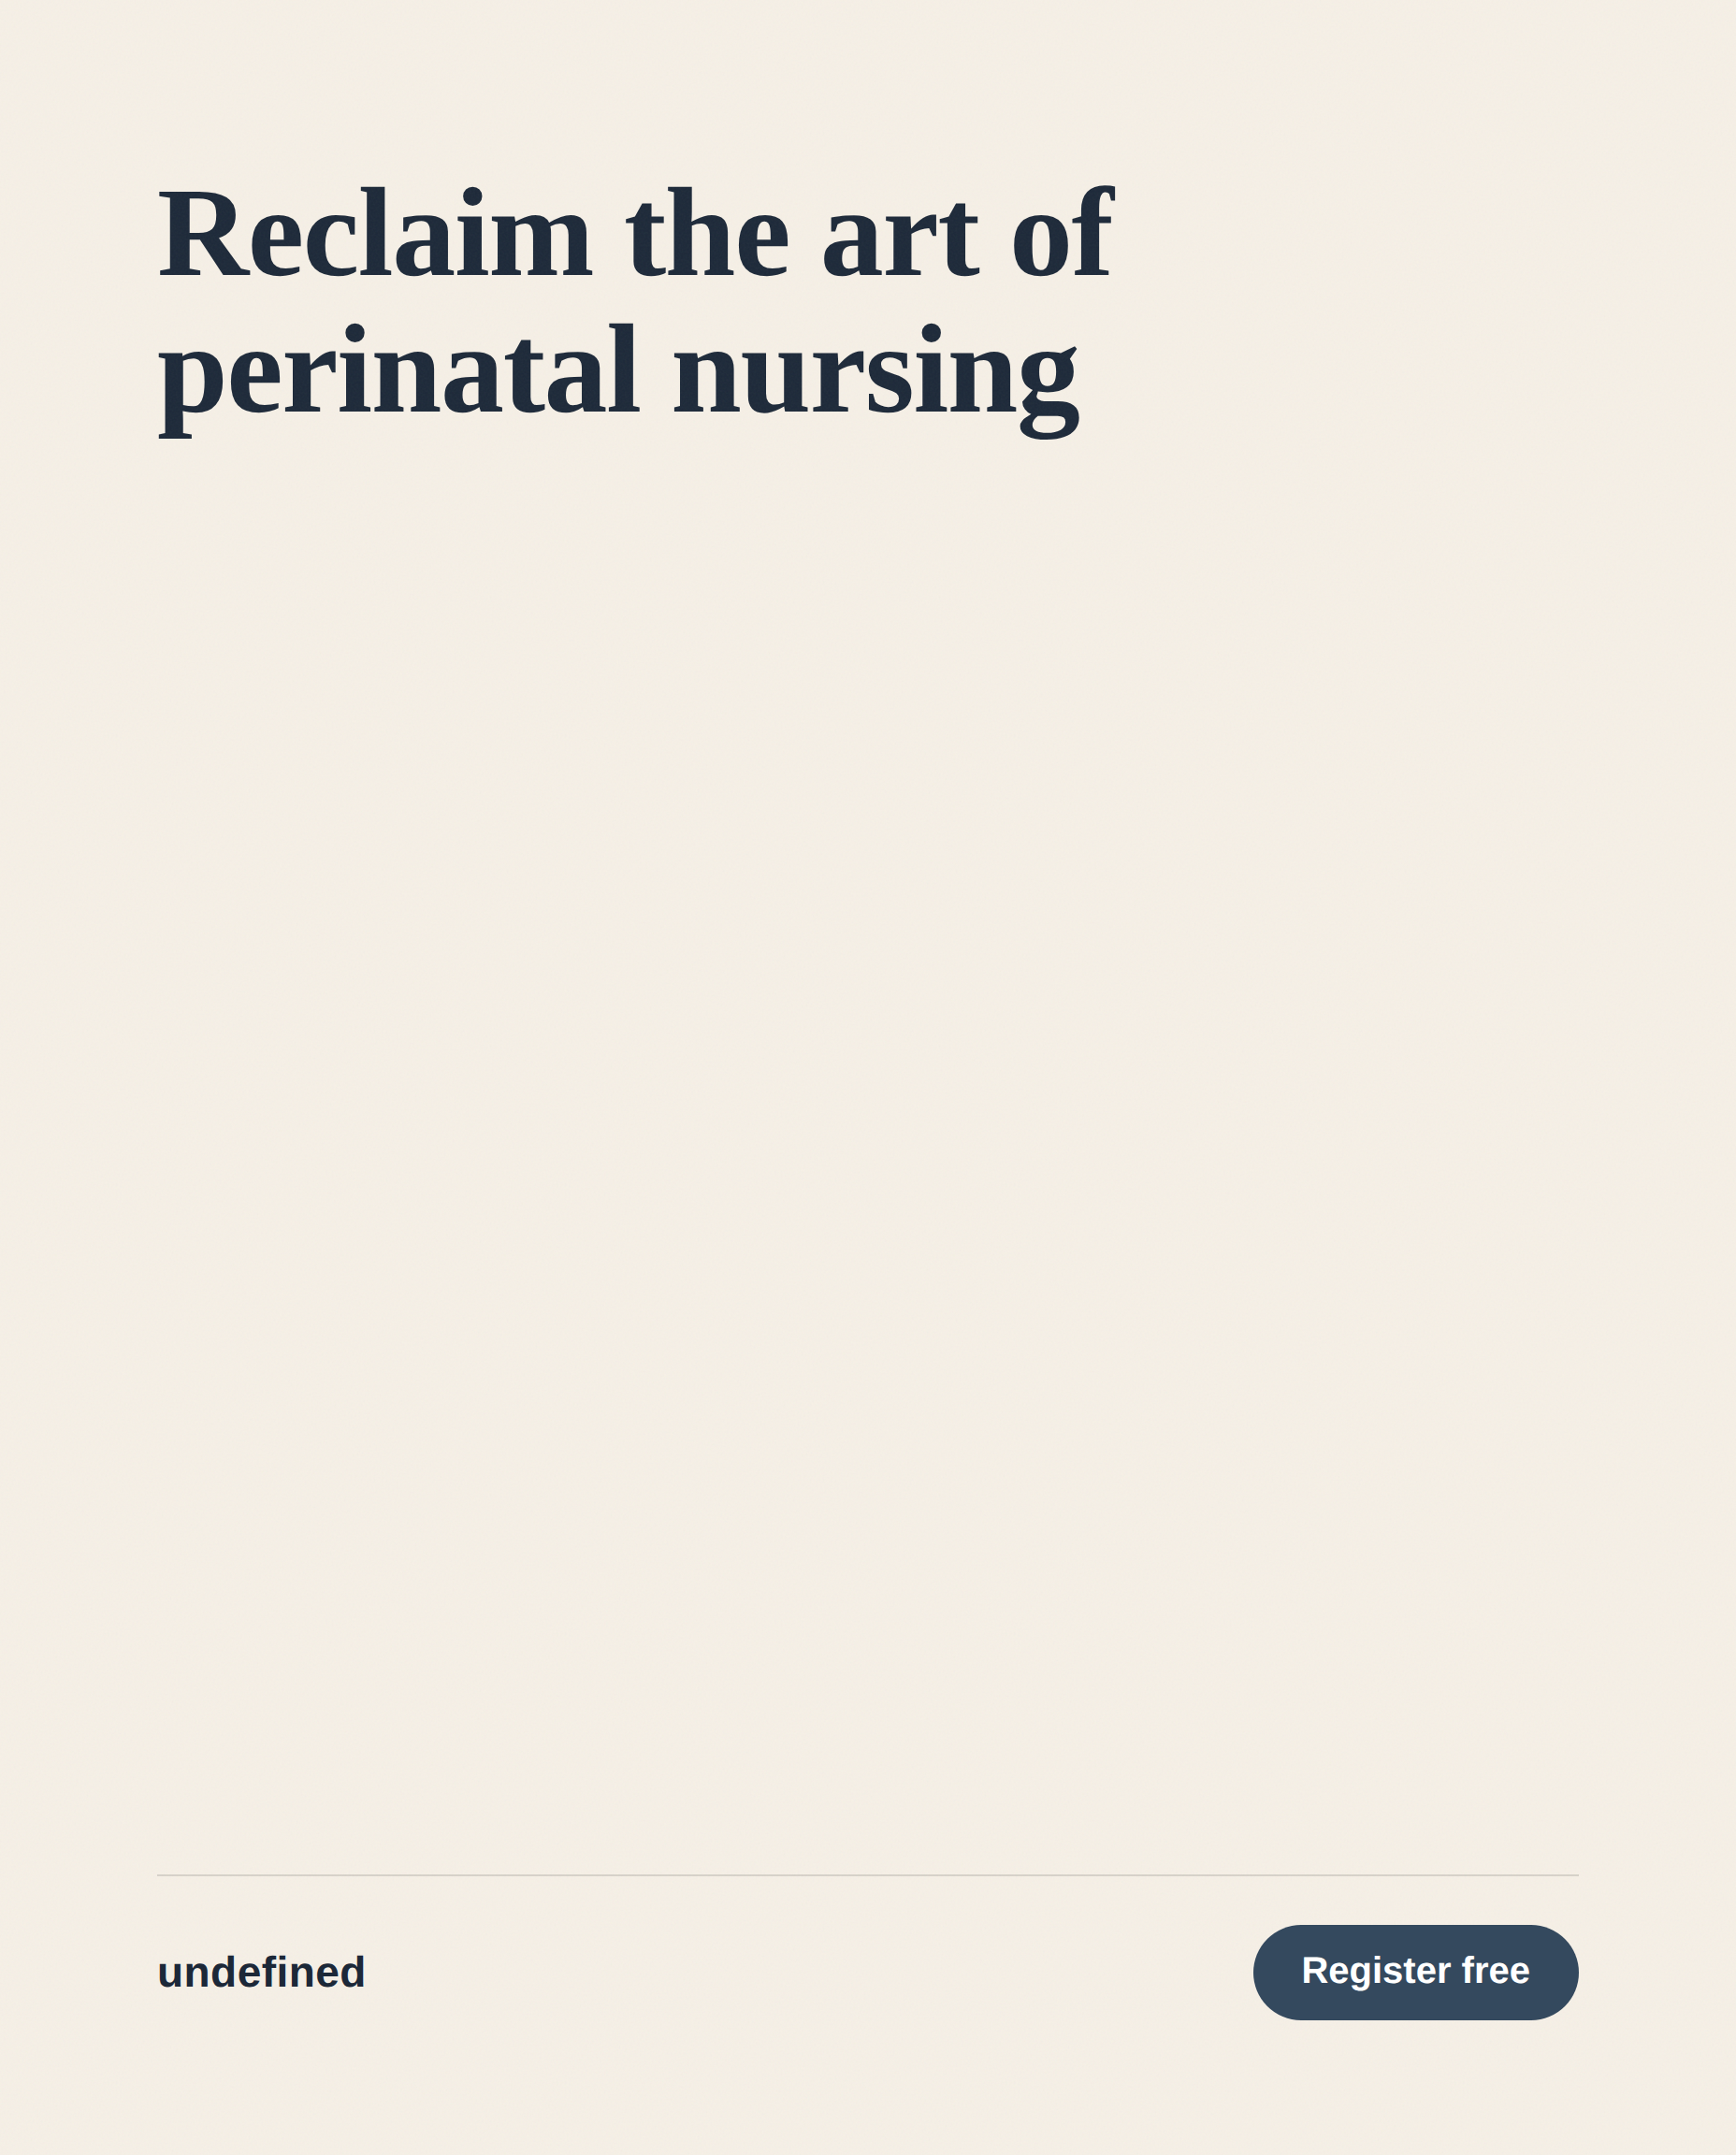 Reclaim the art of
perinatal nursing
undefined
Register free